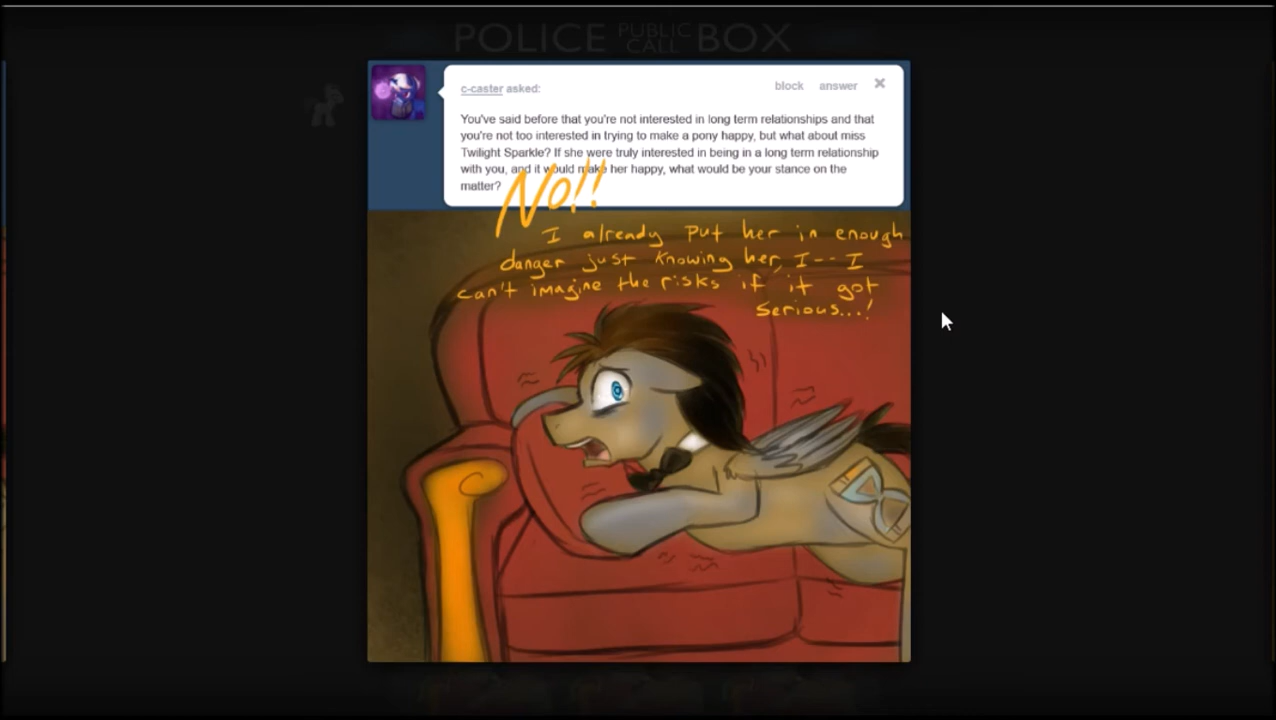 POLICE PUBLIC CALL BOX
c-caster asked:
block answer
You've said before that you're not interested in long term relationships and that
you're not too interested in trying to make a pony happy, but what about miss
Twilight Sparkle? If she were truly interested in being in a long term relationship
with you, and it would make her happy, what would be your stance on the
matter?
No!!
I already put her in enough
danger just knowing her, I-- I
can't imagine the risks if it got
serious...!